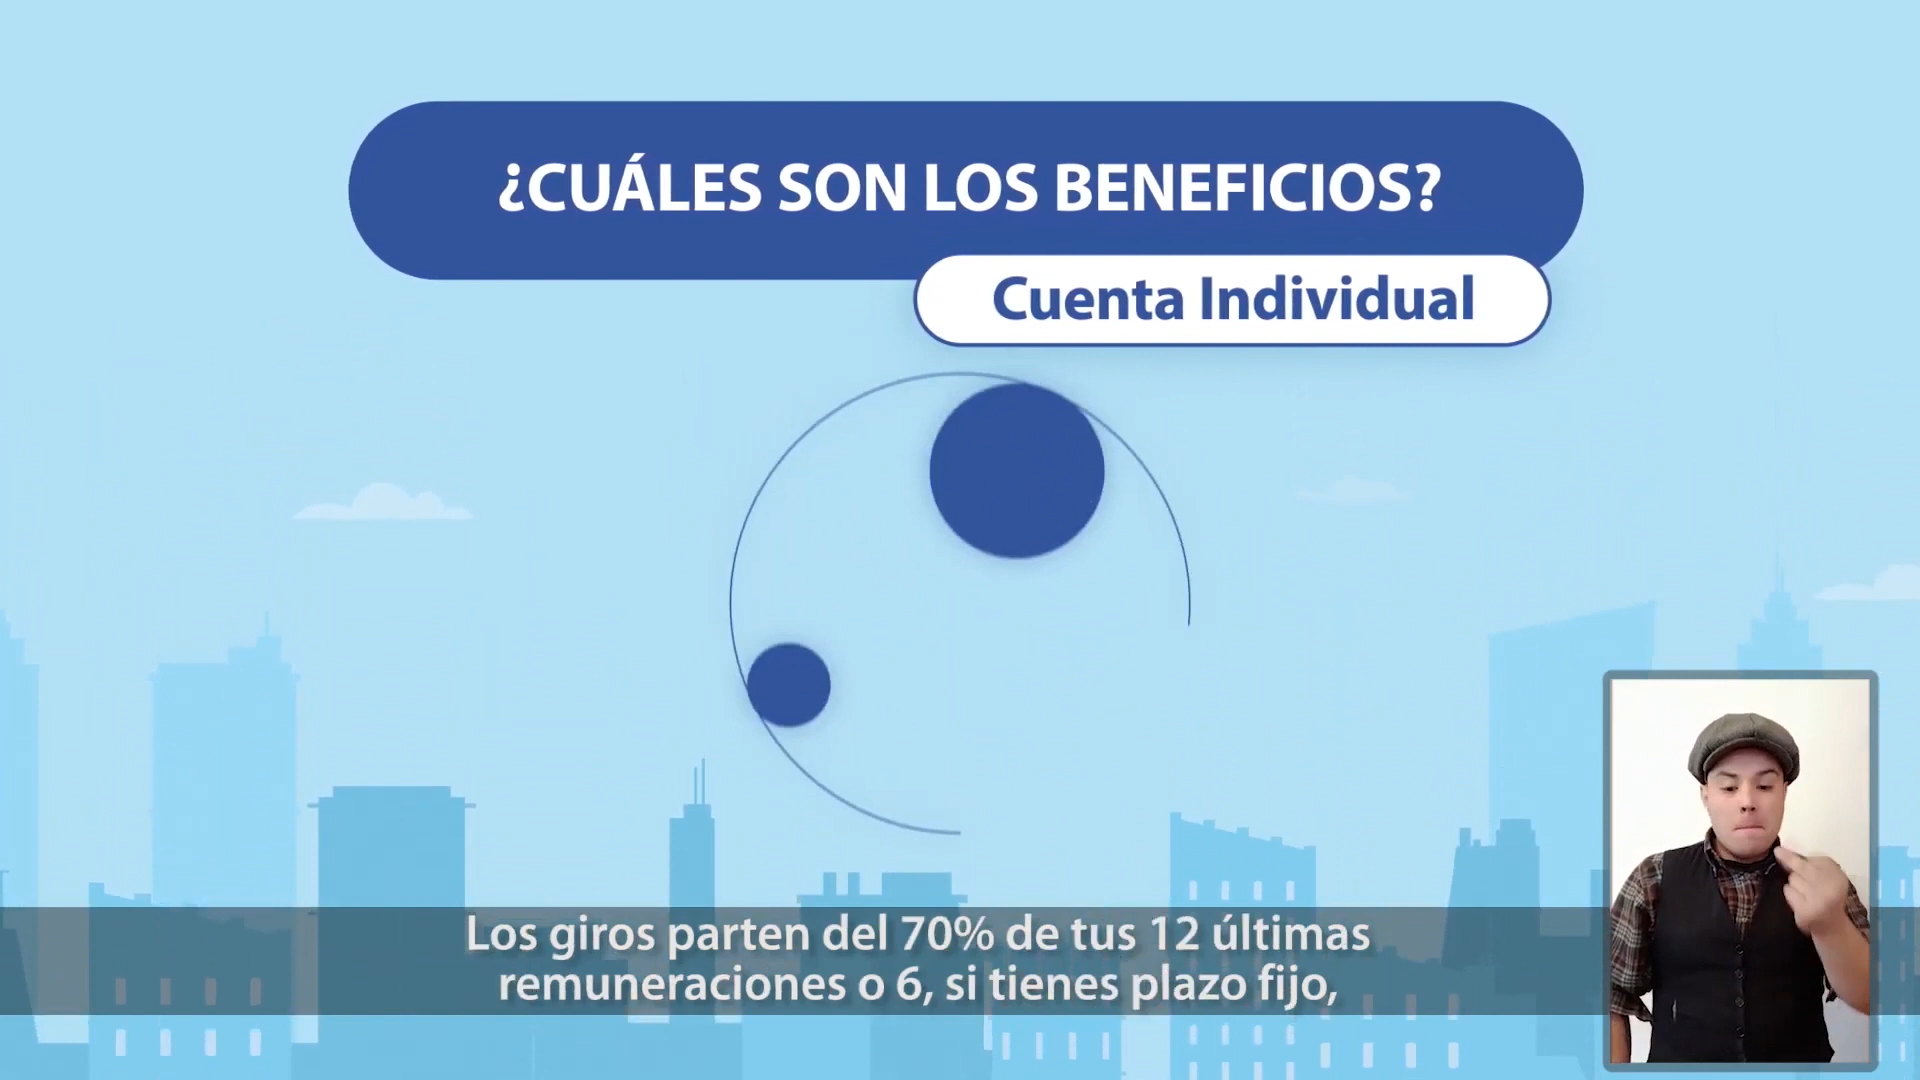 ¿CUÁLES SON LOS BENEFICIOS?
Cuenta Individual
Los giros parten del 70% de tus 12 últimas
remuneraciones o 6, si tienes plazo fijo,